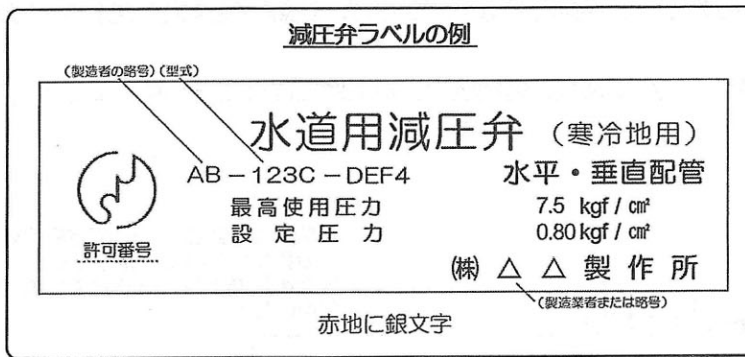 減圧弁ラベルの例
(製造者の略号)(型式)
水道用減圧弁 (寒冷地用)
AB-123C-DEF4 水平・垂直配管
最高使用圧力 7.5 kgf/c㎡
設定圧力 0.80kgf/c㎡
許可番号
㈱ △△製作所
(製造業者または略号)
赤地に銀文字